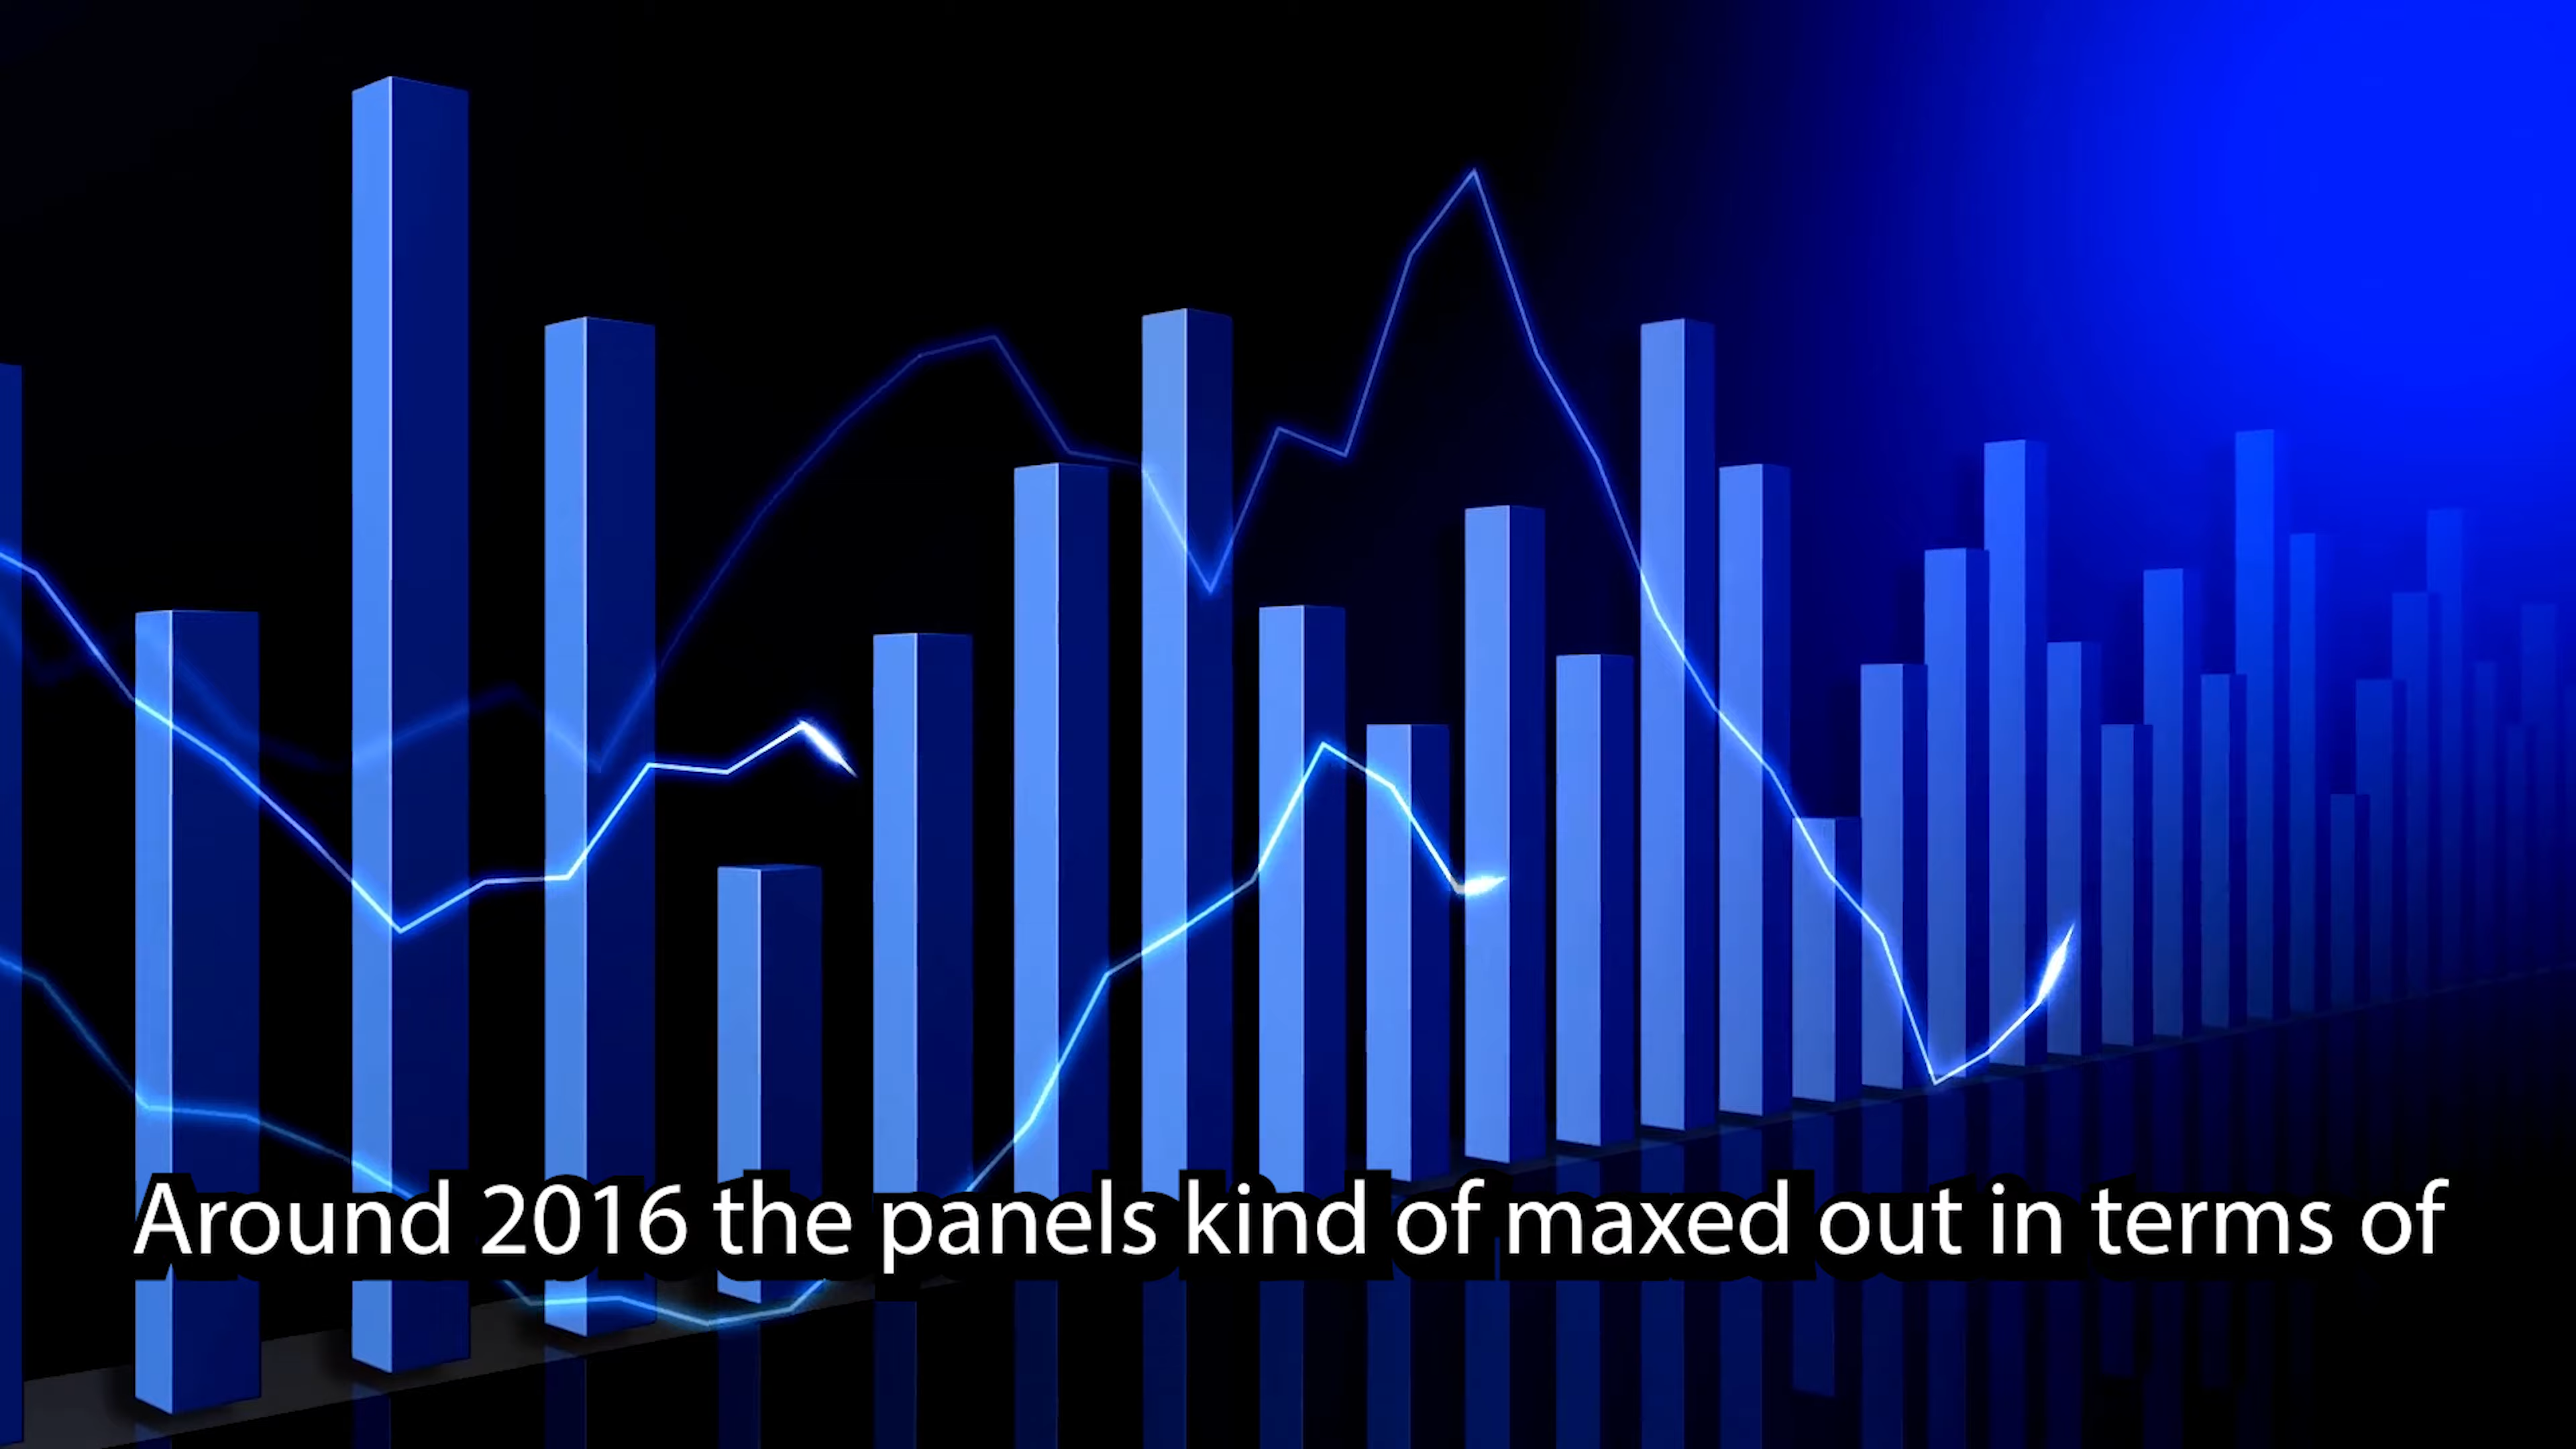 Around 2016 the panels kind of maxed out in terms of